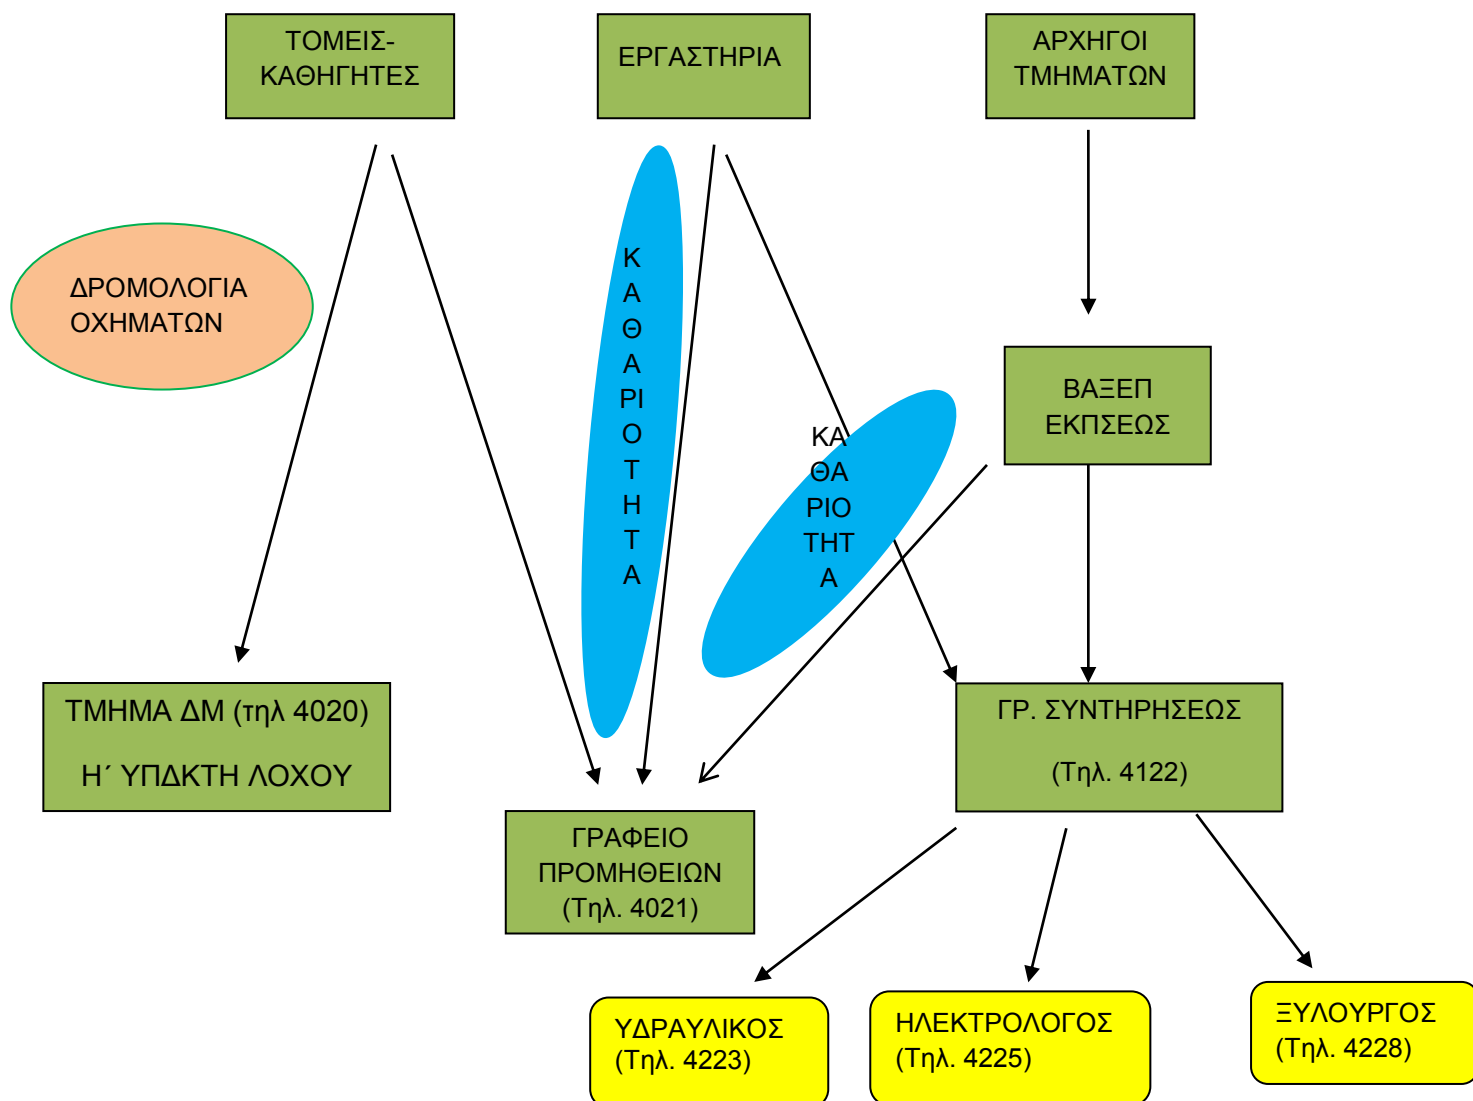 ΤΟΜΕΙΣ-
ΚΑΘΗΓΗΤΕΣ
ΕΡΓΑΣΤΗΡΙΑ
ΑΡΧΗΓΟΙ
ΤΜΗΜΑΤΩΝ
ΔΡΟΜΟΛΟΓΙΑ
ΟΧΗΜΑΤΩΝ
Κ
Α
Θ
Α
ΡΙ
Ο
Τ
Η
Τ
Α
ΚΑ
ΘΑ
ΡΙΟ
ΤΗΤ
Α
ΒΑΞΕΠ
ΕΚΠΣΕΩΣ
ΤΜΗΜΑ ΔΜ (τηλ 4020)
Η΄ ΥΠΔΚΤΗ ΛΟΧΟΥ
ΓΡ. ΣΥΝΤΗΡΗΣΕΩΣ
(Τηλ. 4122)
ΓΡΑΦΕΙΟ
ΠΡΟΜΗΘΕΙΩΝ
(Τηλ. 4021)
ΥΔΡΑΥΛΙΚΟΣ
(Τηλ. 4223)
ΗΛΕΚΤΡΟΛΟΓΟΣ
(Τηλ. 4225)
ΞΥΛΟΥΡΓΟΣ
(Τηλ. 4228)